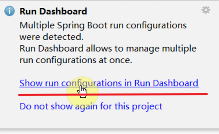 Run Dashboard
Multiple Spring Boot run configurations
were detected.
Run Dashboard allows to manage multiple
run configurations at once.
Show run configurations in Run Dashboard
Do not show again for this project